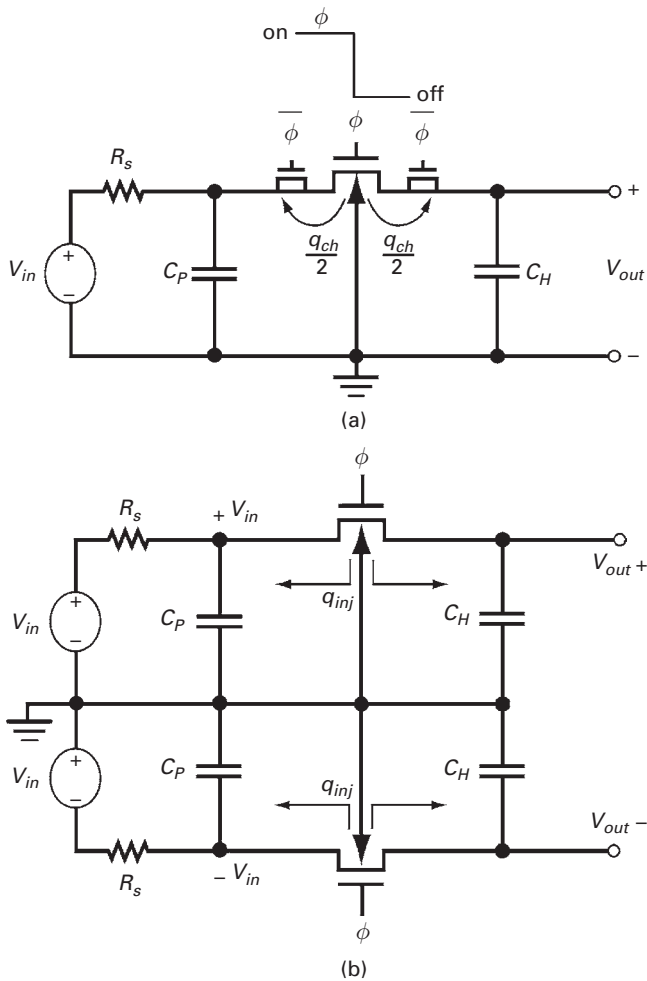 ϕ
on
off
ϕ̅ ϕ ϕ̅
R_s
q_ch/2 q_ch/2
V_in + − C_P C_H + V_out −
(a)
ϕ
R_s + V_in
V_out +
q_inj
V_in + − C_P C_H
V_in + − C_P q_inj C_H
V_out −
R_s − V_in
ϕ
(b)